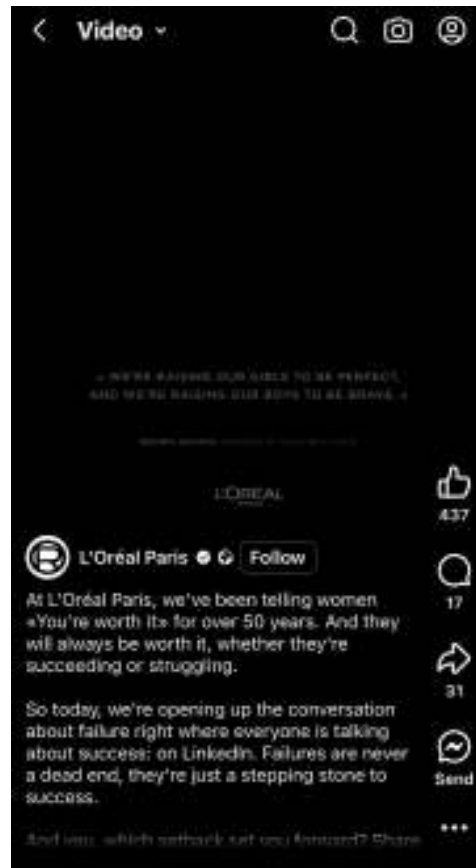 Video
« WE'RE RAISING OUR GIRLS TO BE PERFECT,
AND WE'RE RAISING OUR BOYS TO BE BRAVE. »
L'ORÉAL
PARIS
437
L'Oréal Paris Follow
17
At L'Oréal Paris, we've been telling women
«You're worth it» for over 50 years. And they
will always be worth it, whether they're
succeeding or struggling.
31
So today, we're opening up the conversation
about failure right where everyone is talking
about success: on LinkedIn. Failures are never
a dead end, they're just a stepping stone to
success.
Send
And you, which setback set you forward? Share